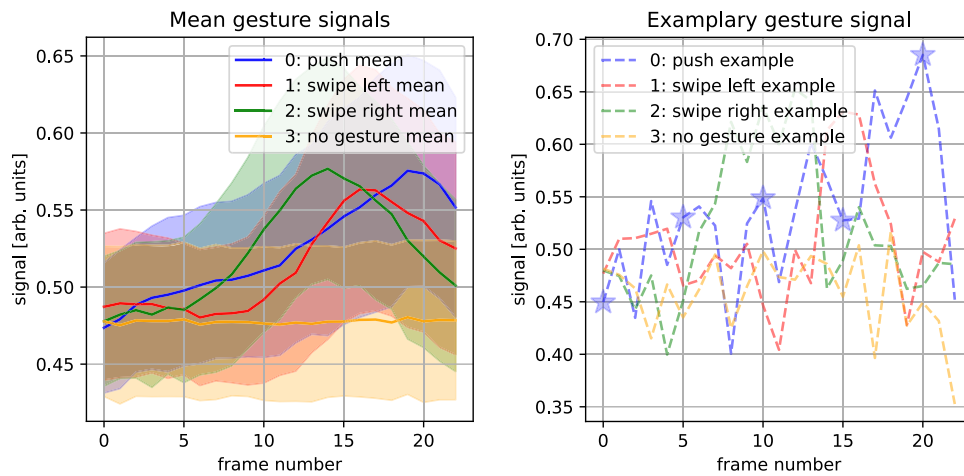 Mean gesture signals
signal [arb. units]
0.65
0.60
0.55
0.50
0.45
0: push mean
1: swipe left mean
2: swipe right mean
3: no gesture mean
0
5
10
15
20
frame number
Examplary gesture signal
signal [arb. units]
0.70
0.65
0.60
0.55
0.50
0.45
0.40
0.35
0: push example
1: swipe left example
2: swipe right example
3: no gesture example
0
5
10
15
20
frame number